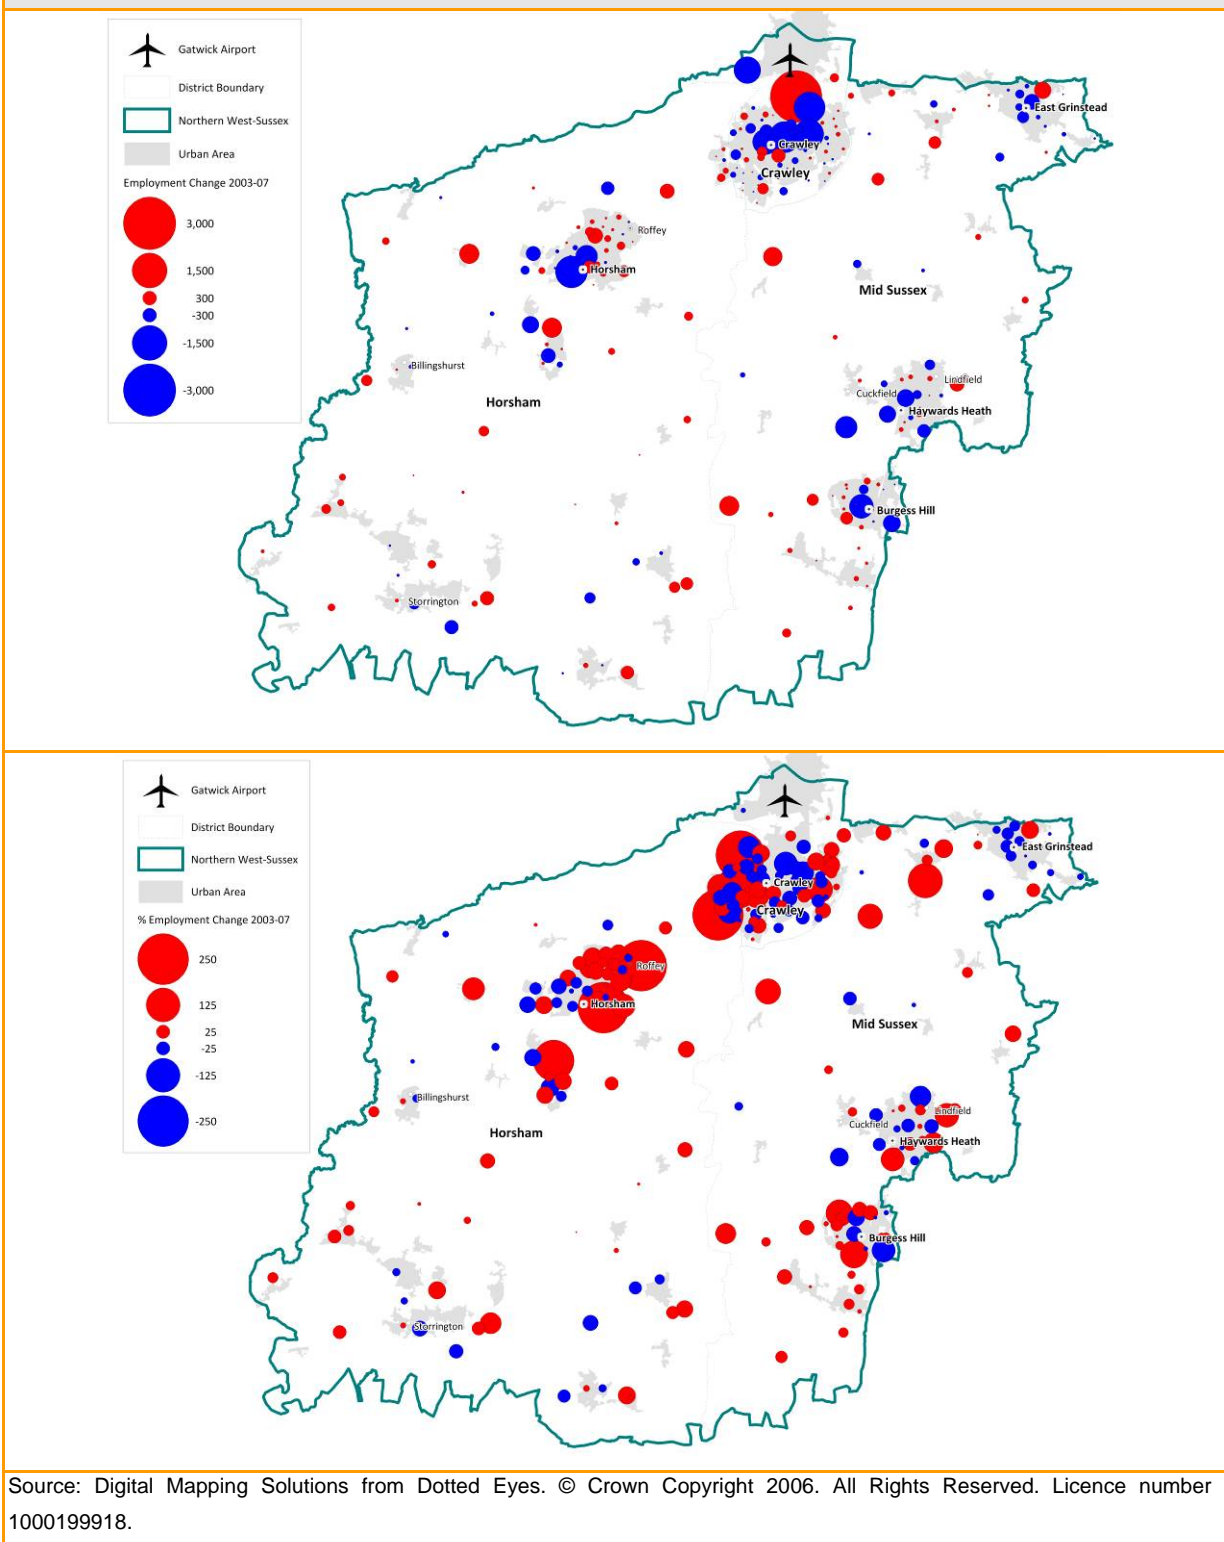 Gatwick Airport
District Boundary
Northern West-Sussex
Urban Area
Employment Change 2003-07
3,000
1,500
300
-300
-1,500
-3,000
East Grinstead
Crawley
Crawley
Roffey
Horsham
Mid Sussex
Billingshurst
Lindfield
Cuckfield
Haywards Heath
Horsham
Burgess Hill
Storrington
Gatwick Airport
District Boundary
Northern West-Sussex
Urban Area
% Employment Change 2003-07
250
125
25
-25
-125
-250
East Grinstead
Crawley
Crawley
Roffey
Horsham
Mid Sussex
Billingshurst
Lindfield
Cuckfield
Haywards Heath
Horsham
Burgess Hill
Storrington
Source: Digital Mapping Solutions from Dotted Eyes. © Crown Copyright 2006. All Rights Reserved. Licence number
1000199918.